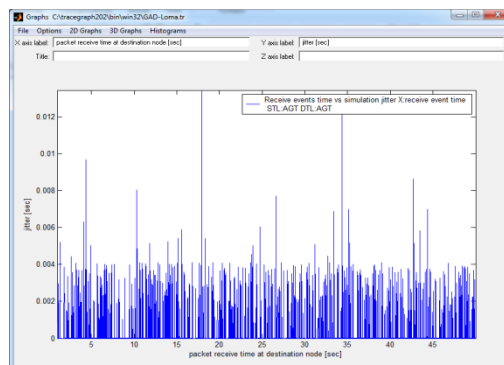 Graphs C:\tracegraph202\bin\win32\GAD-Loma.tr
File Options 2D Graphs 3D Graphs Histograms
X axis label: packet receive time at destination node [sec] Y axis label: jitter [sec]
Title: Z axis label:
Receive events time vs simulation jitter X:receive event time
STL:AGT DTL:AGT
0.012
0.01
0.008
0.006
0.004
0.002
0
jitter [sec]
5 10 15 20 25 30 35 40 45
packet receive time at destination node [sec]